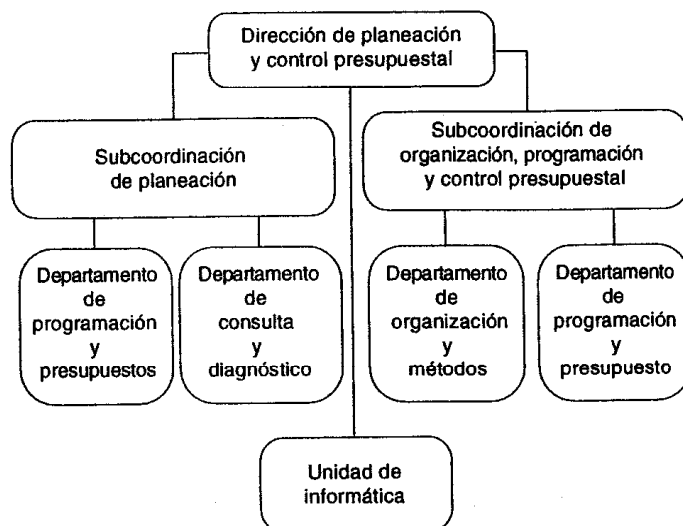 Dirección de planeación
y control presupuestal
Subcoordinación
de planeación
Subcoordinación de
organización, programación
y control presupuestal
Departamento
de
programación
y
presupuestos
Departamento
de
consulta
y
diagnóstico
Departamento
de
organización
y
métodos
Departamento
de
programación
y
presupuesto
Unidad de
informática